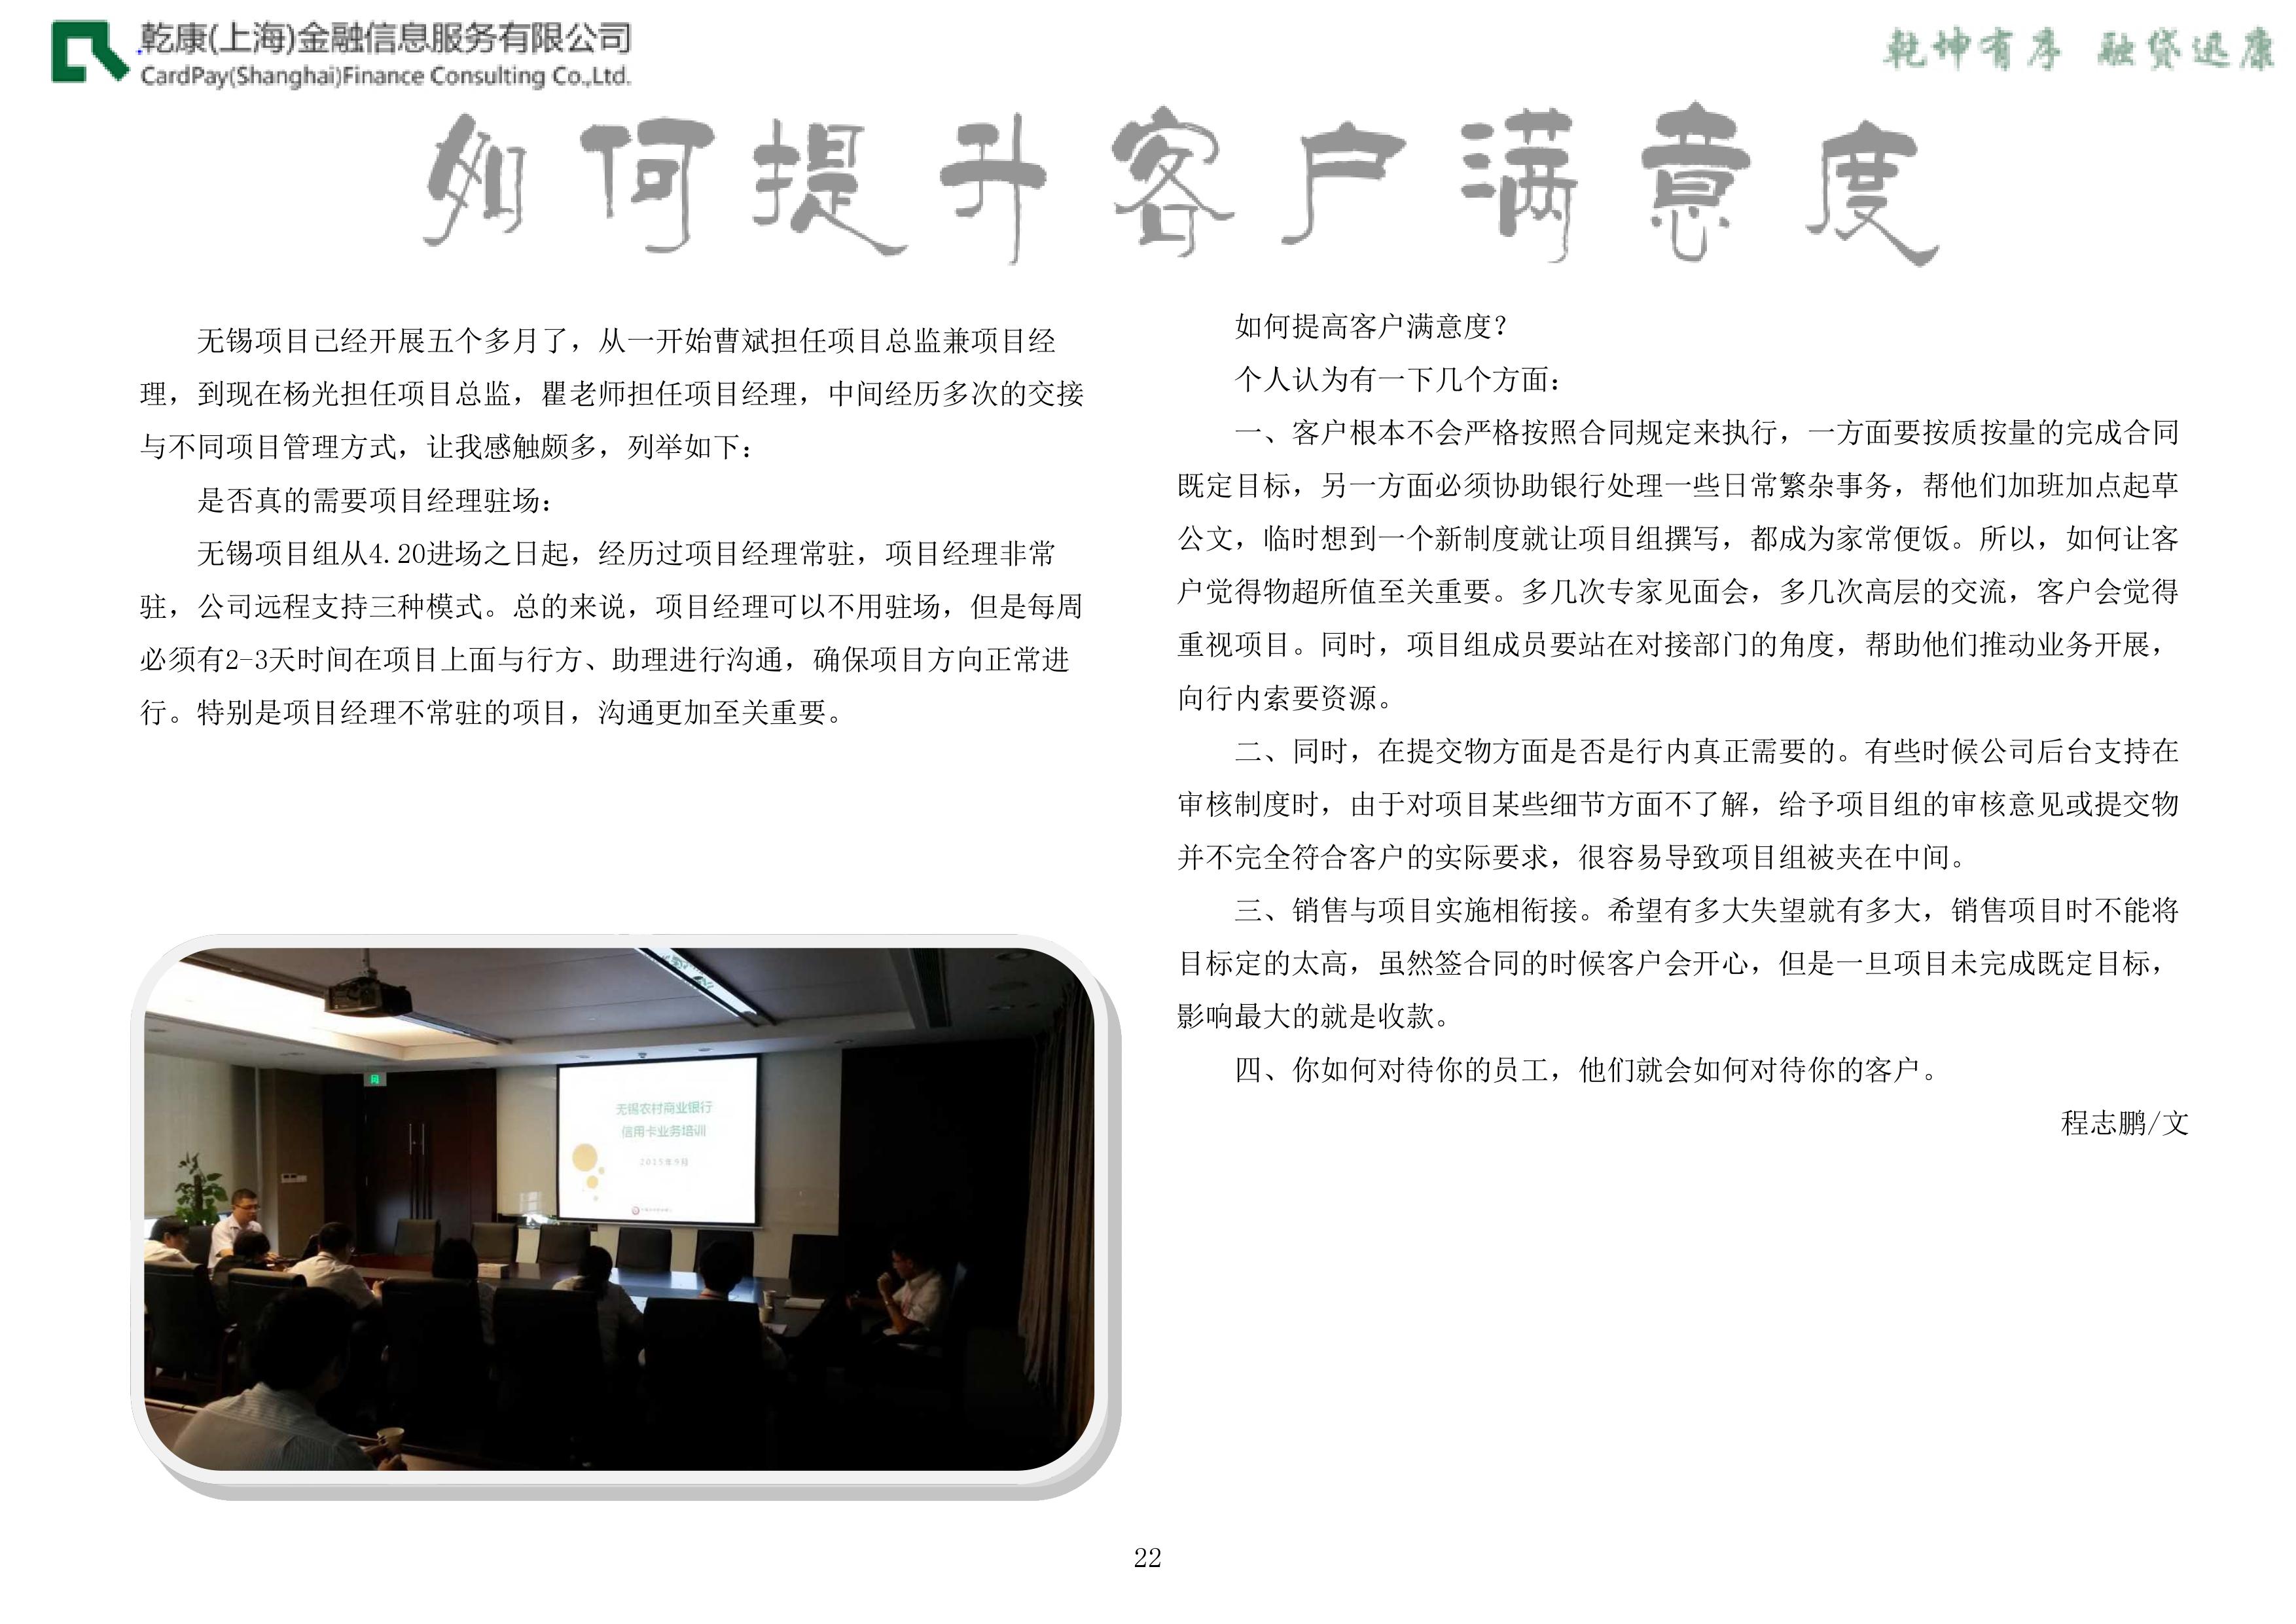 乾康(上海)金融信息服务有限公司
CardPay(Shanghai)Finance Consulting Co.,Ltd.
乾坤有序 融贷迅康
如何提升客户满意度
无锡项目已经开展五个多月了，从一开始曹斌担任项目总监兼项目经
理，到现在杨光担任项目总监，瞿老师担任项目经理，中间经历多次的交接
与不同项目管理方式，让我感触颇多，列举如下：
是否真的需要项目经理驻场：
无锡项目组从4.20进场之日起，经历过项目经理常驻，项目经理非常
驻，公司远程支持三种模式。总的来说，项目经理可以不用驻场，但是每周
必须有2-3天时间在项目上面与行方、助理进行沟通，确保项目方向正常进
行。特别是项目经理不常驻的项目，沟通更加至关重要。
无锡农村商业银行
信用卡业务培训
2015年9月
如何提高客户满意度？
个人认为有一下几个方面：
一、客户根本不会严格按照合同规定来执行，一方面要按质按量的完成合同
既定目标，另一方面必须协助银行处理一些日常繁杂事务，帮他们加班加点起草
公文，临时想到一个新制度就让项目组撰写，都成为家常便饭。所以，如何让客
户觉得物超所值至关重要。多几次专家见面会，多几次高层的交流，客户会觉得
重视项目。同时，项目组成员要站在对接部门的角度，帮助他们推动业务开展，
向行内索要资源。
二、同时，在提交物方面是否是行内真正需要的。有些时候公司后台支持在
审核制度时，由于对项目某些细节方面不了解，给予项目组的审核意见或提交物
并不完全符合客户的实际要求，很容易导致项目组被夹在中间。
三、销售与项目实施相衔接。希望有多大失望就有多大，销售项目时不能将
目标定的太高，虽然签合同的时候客户会开心，但是一旦项目未完成既定目标，
影响最大的就是收款。
四、你如何对待你的员工，他们就会如何对待你的客户。
程志鹏/文
22